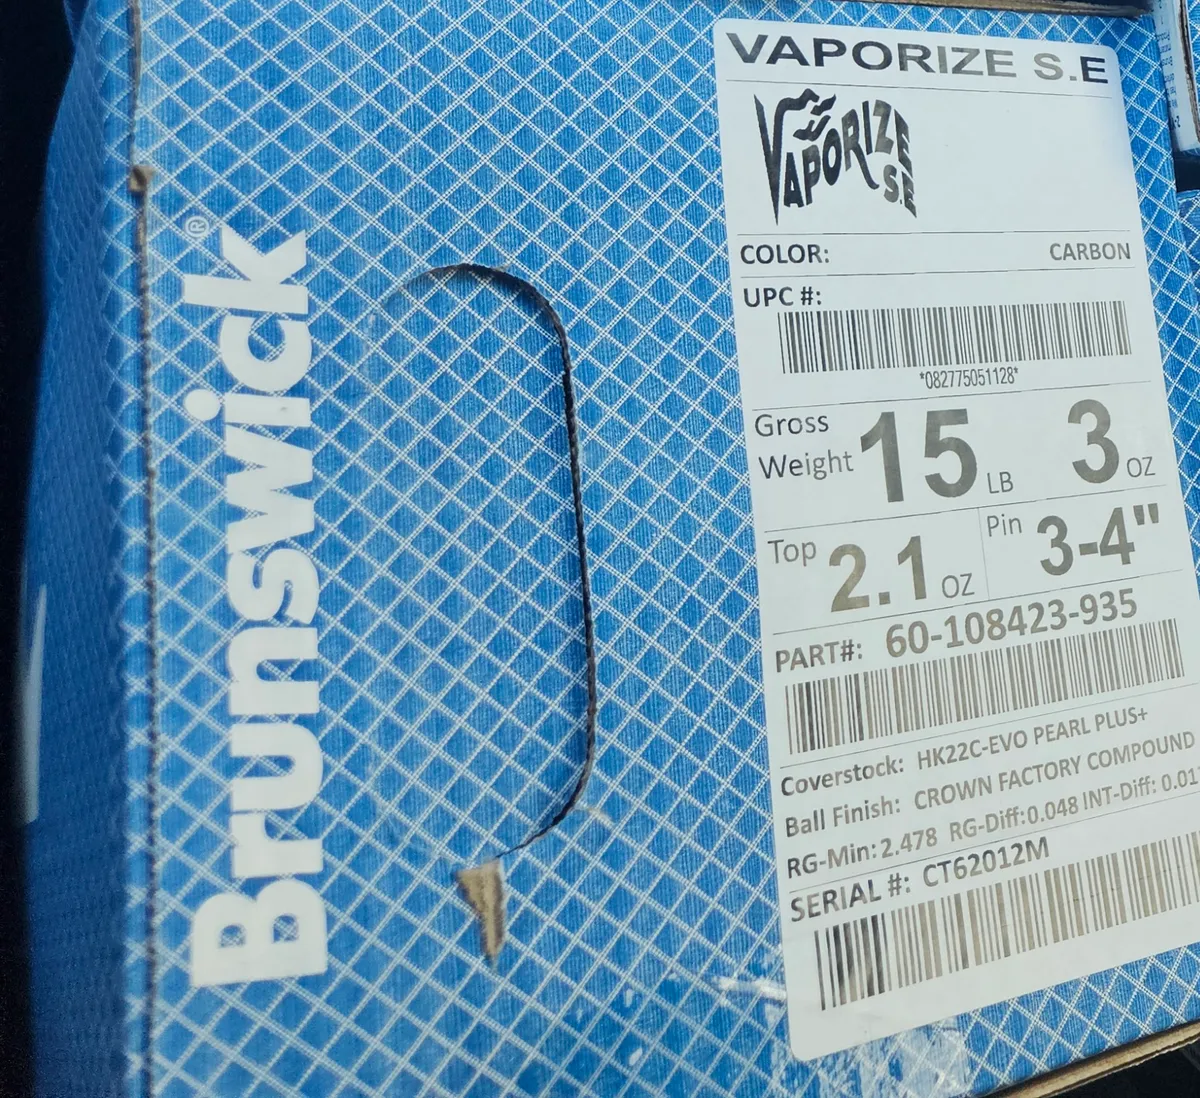 Brunswick®
VAPORIZE S.E
VAPORIZE
S.E
COLOR: CARBON
UPC #:
*082775051128*
Gross Weight 15 LB 3 OZ
Top 2.1 OZ Pin 3-4"
PART#: 60-108423-935
Coverstock: HK22C-EVO PEARL PLUS+
Ball Finish: CROWN FACTORY COMPOUND
RG-Min: 2.478 RG-Diff:0.048 INT-Diff: 0.01
SERIAL #: CT62012M